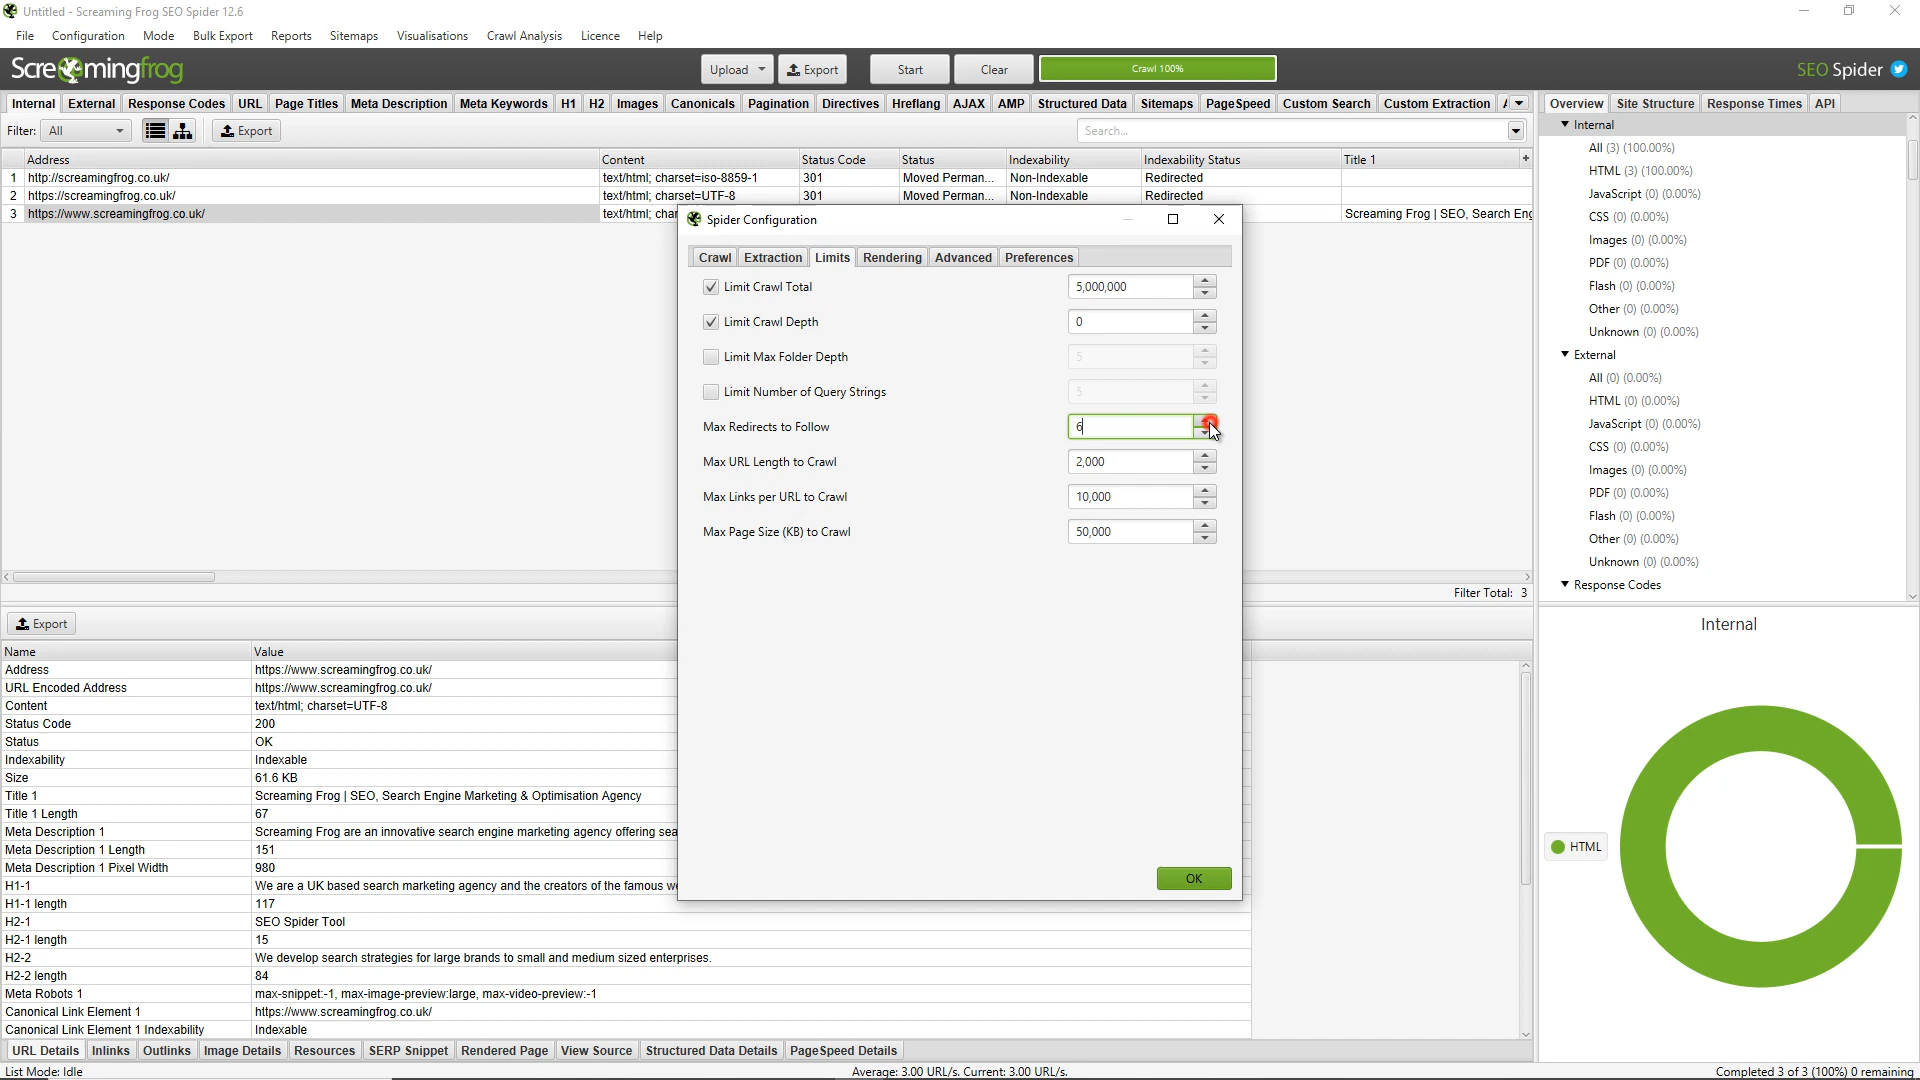 Untitled - Screaming Frog SEO Spider 12.6
File Configuration Mode Bulk Export Reports Sitemaps Visualisations Crawl Analysis Licence Help
Screamingfrog Upload Export Start Clear Crawl 100% SEO Spider
Internal External Response Codes URL Page Titles Meta Description Meta Keywords H1 H2 Images Canonicals Pagination Directives Hreflang AJAX AMP Structured Data Sitemaps PageSpeed Custom Search Custom Extraction
Filter: All Export Search...
Address Content Status Code Status Indexability Indexability Status Title 1 +
1 http://screamingfrog.co.uk/ text/html; charset=iso-8859-1 301 Moved Perman... Non-Indexable Redirected
2 https://screamingfrog.co.uk/ text/html; charset=UTF-8 301 Moved Perman... Non-Indexable Redirected
3 https://www.screamingfrog.co.uk/ text/html; char Screaming Frog | SEO, Search Eng
Filter Total: 3
Spider Configuration
Crawl Extraction Limits Rendering Advanced Preferences
Limit Crawl Total 5,000,000
Limit Crawl Depth 0
Limit Max Folder Depth 5
Limit Number of Query Strings 5
Max Redirects to Follow 6
Max URL Length to Crawl 2,000
Max Links per URL to Crawl 10,000
Max Page Size (KB) to Crawl 50,000
OK
Export
Name Value
Address https://www.screamingfrog.co.uk/
URL Encoded Address https://www.screamingfrog.co.uk/
Content text/html; charset=UTF-8
Status Code 200
Status OK
Indexability Indexable
Size 61.6 KB
Title 1 Screaming Frog | SEO, Search Engine Marketing & Optimisation Agency
Title 1 Length 67
Meta Description 1 Screaming Frog are an innovative search engine marketing agency offering sea
Meta Description 1 Length 151
Meta Description 1 Pixel Width 980
H1-1 We are a UK based search marketing agency and the creators of the famous we
H1-1 length 117
H2-1 SEO Spider Tool
H2-1 length 15
H2-2 We develop search strategies for large brands to small and medium sized enterprises.
H2-2 length 84
Meta Robots 1 max-snippet:-1, max-image-preview:large, max-video-preview:-1
Canonical Link Element 1 https://www.screamingfrog.co.uk/
Canonical Link Element 1 Indexability Indexable
URL Details Inlinks Outlinks Image Details Resources SERP Snippet Rendered Page View Source Structured Data Details PageSpeed Details
Overview Site Structure Response Times API
Internal
All (3) (100.00%)
HTML (3) (100.00%)
JavaScript (0) (0.00%)
CSS (0) (0.00%)
Images (0) (0.00%)
PDF (0) (0.00%)
Flash (0) (0.00%)
Other (0) (0.00%)
Unknown (0) (0.00%)
External
All (0) (0.00%)
HTML (0) (0.00%)
JavaScript (0) (0.00%)
CSS (0) (0.00%)
Images (0) (0.00%)
PDF (0) (0.00%)
Flash (0) (0.00%)
Other (0) (0.00%)
Unknown (0) (0.00%)
Response Codes
Internal
HTML
List Mode: Idle Average: 3.00 URL/s. Current: 3.00 URL/s. Completed 3 of 3 (100%) 0 remaining